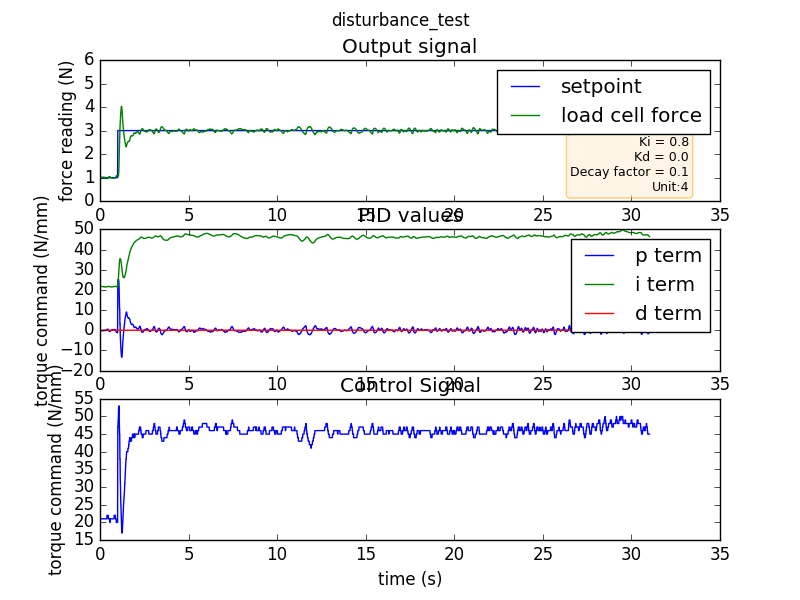 disturbance_test
Output signal
force reading (N)
6
5
4
3
2
1
0
setpoint
load cell force
Ki = 0.8
Kd = 0.0
Decay factor = 0.1
Unit:4
0 5 10 15 20 25 30 35
PID values
torque command (N/mm)
50
40
30
20
10
0
−10
−20
p term
i term
d term
0 5 10 15 20 25 30 35
Control Signal
torque command (N/mm)
55
50
45
40
35
30
25
20
15
0 5 10 15 20 25 30 35
time (s)